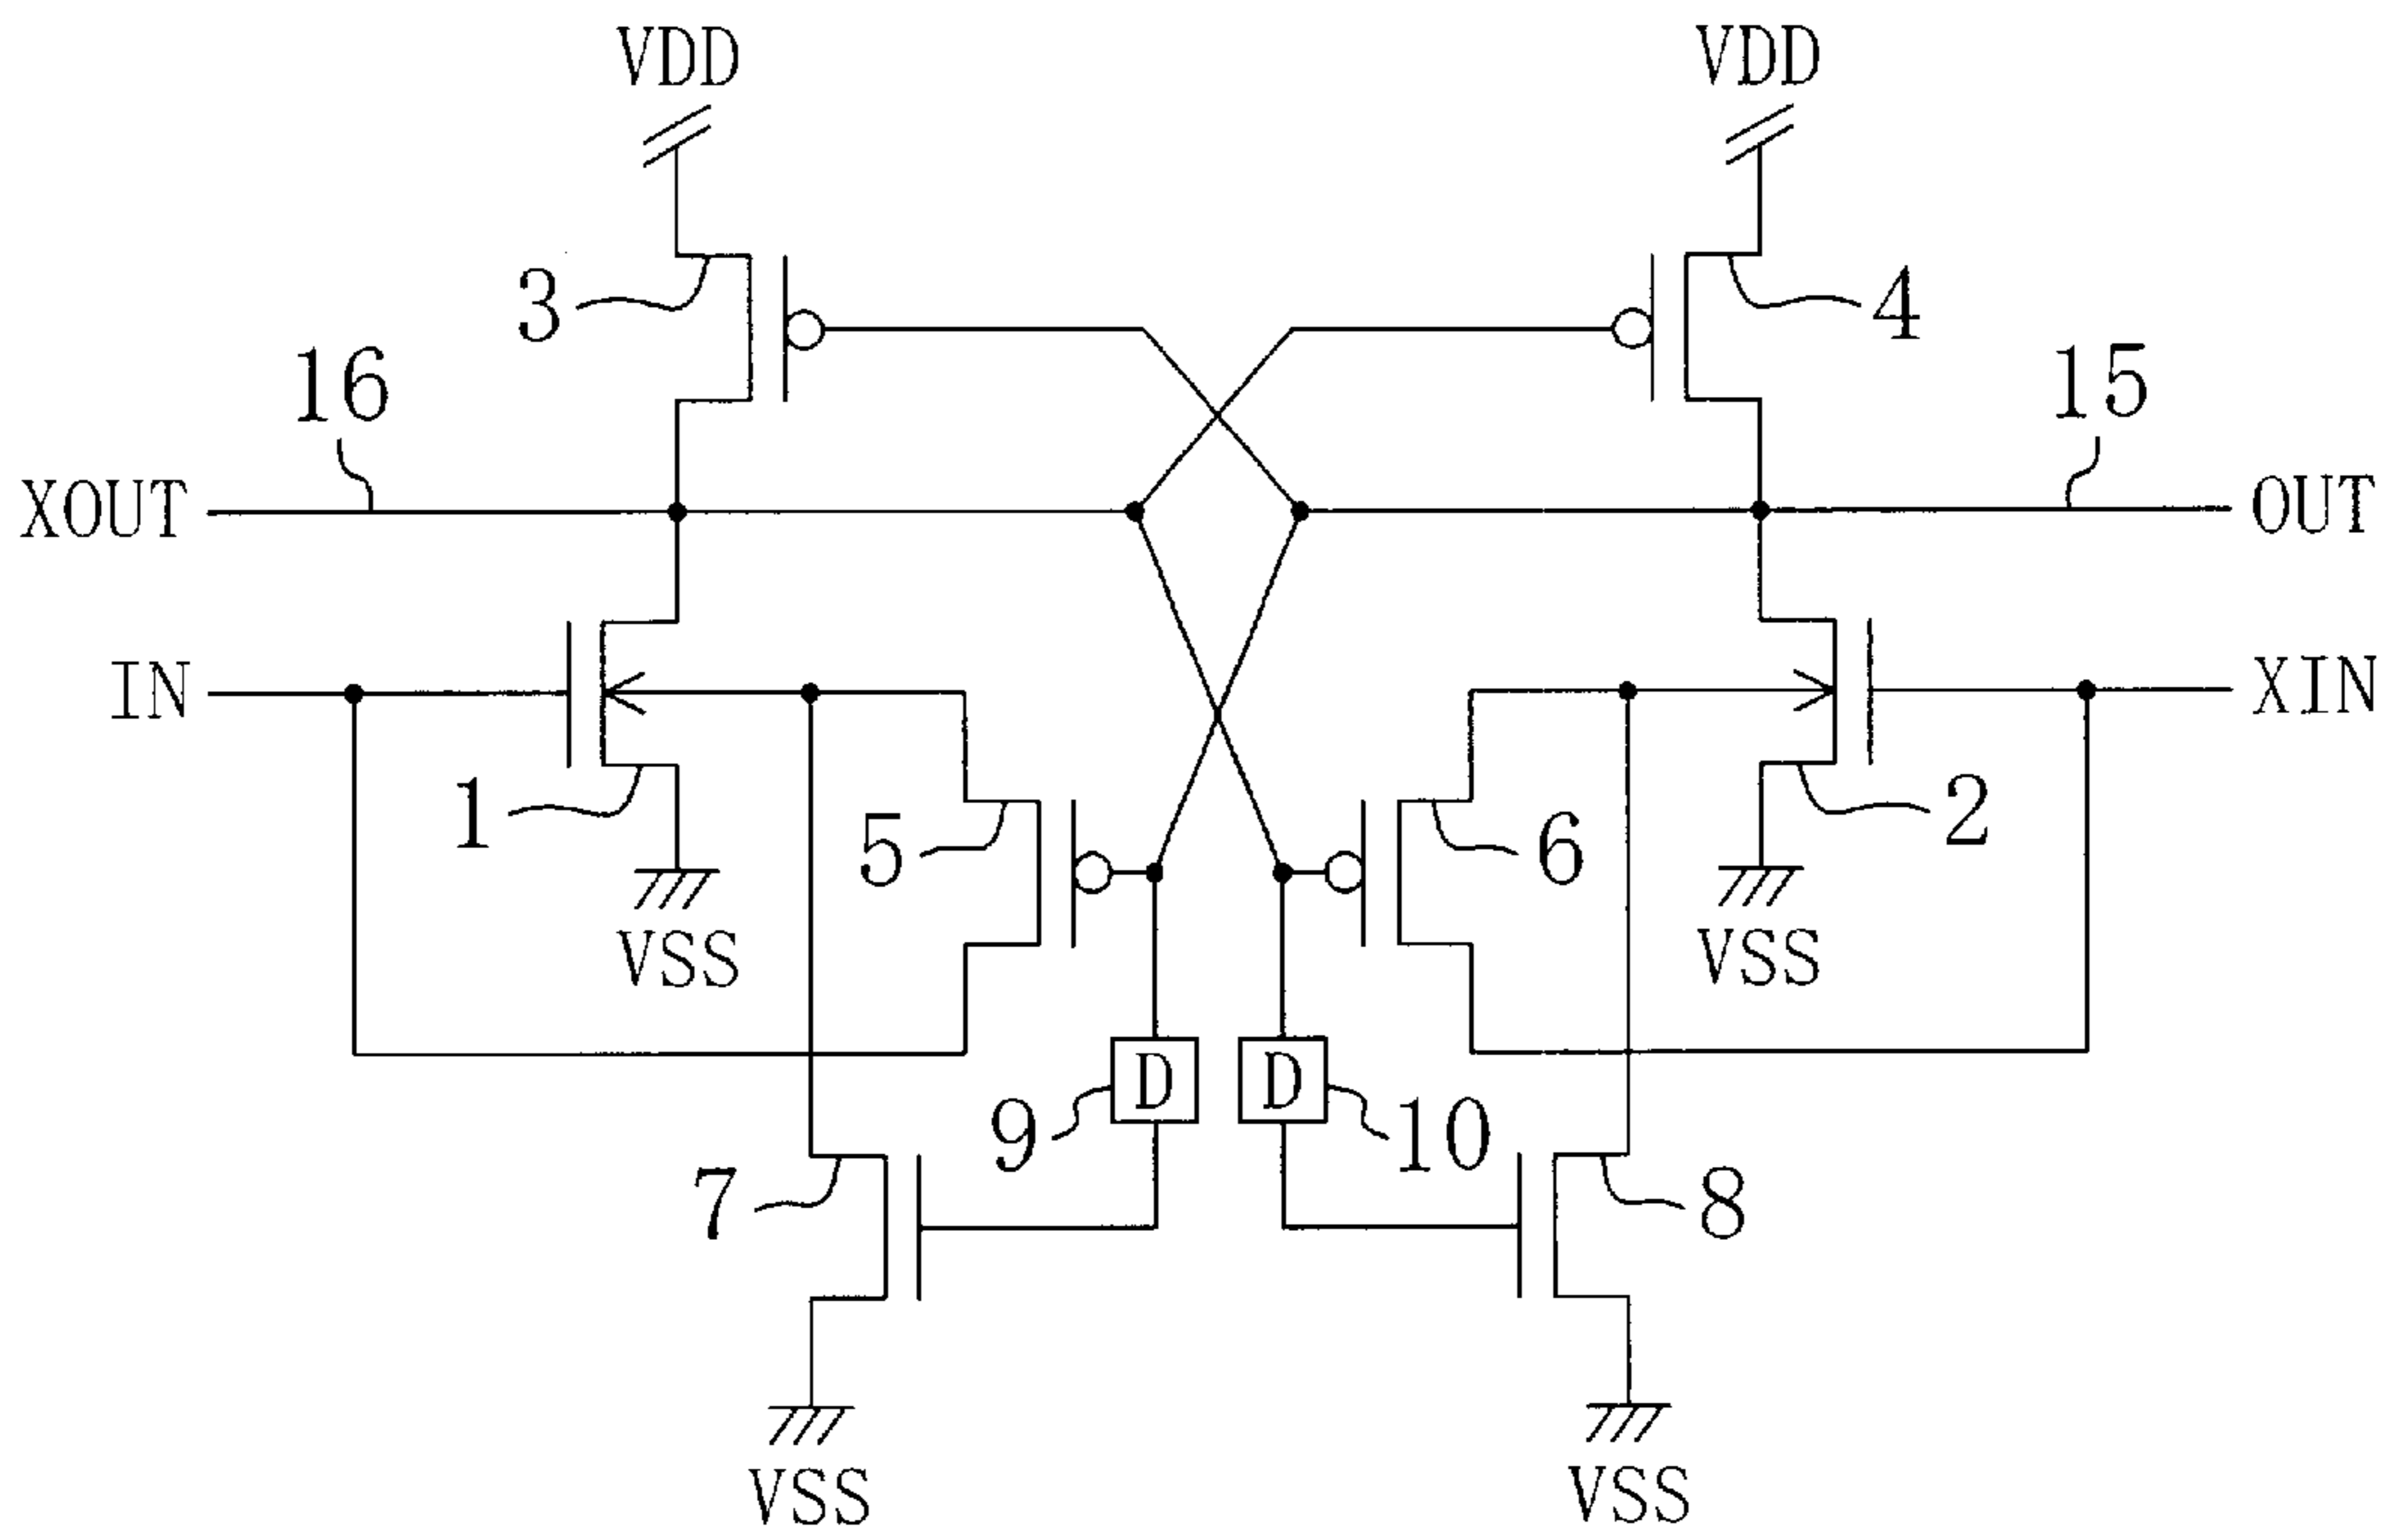 VDD VDD
3 4
16 15
XOUT OUT
IN XIN
1 5 6 2
VSS VSS
D D
9 10
7 8
VSS VSS